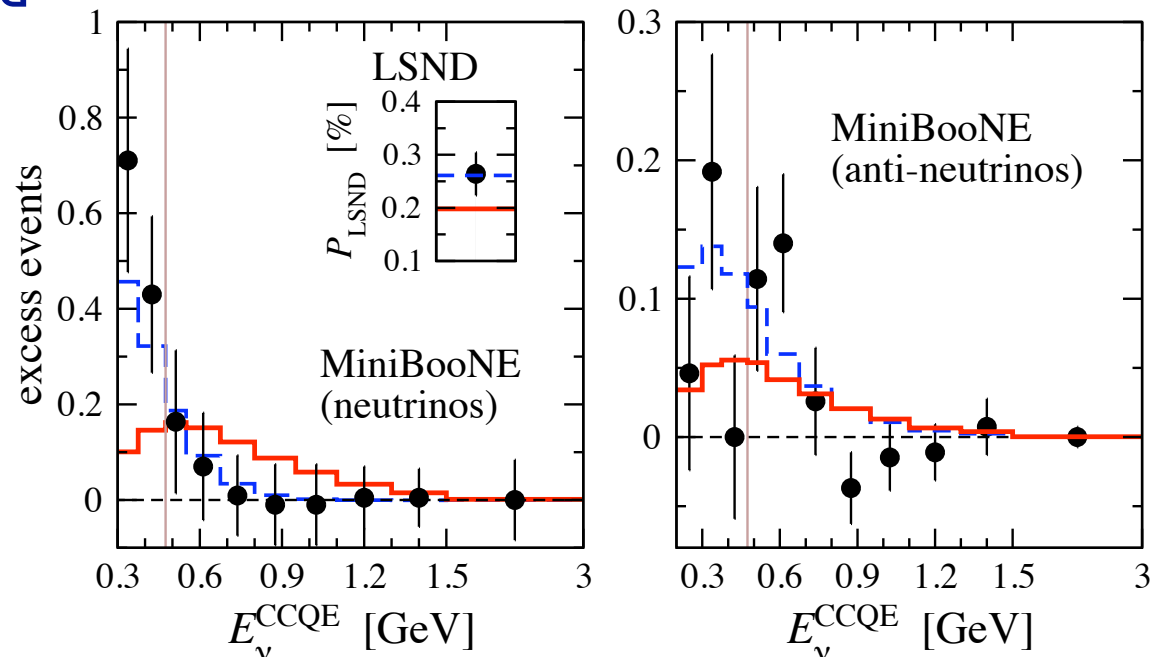 LSND
P_LSND [%]
0.4
0.3
0.2
0.1
MiniBooNE
(neutrinos)
excess events
1
0.8
0.6
0.4
0.2
0
0.3 0.6 0.9 1.2 1.5 3
E_ν^CCQE [GeV]
MiniBooNE
(anti-neutrinos)
0.3
0.2
0.1
0
0.3 0.6 0.9 1.2 1.5 3
E_ν^CCQE [GeV]